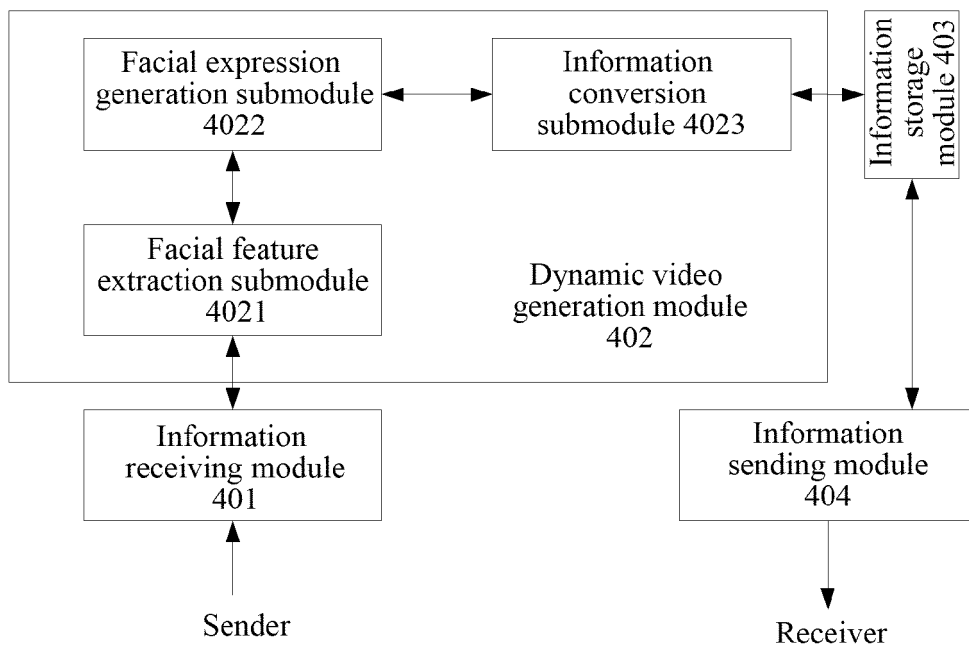 Facial expression
generation submodule
4022
Information
conversion
submodule 4023
Information
storage
module 403
Facial feature
extraction submodule
4021
Dynamic video
generation module
402
Information
receiving module
401
Information
sending module
404
Sender
Receiver